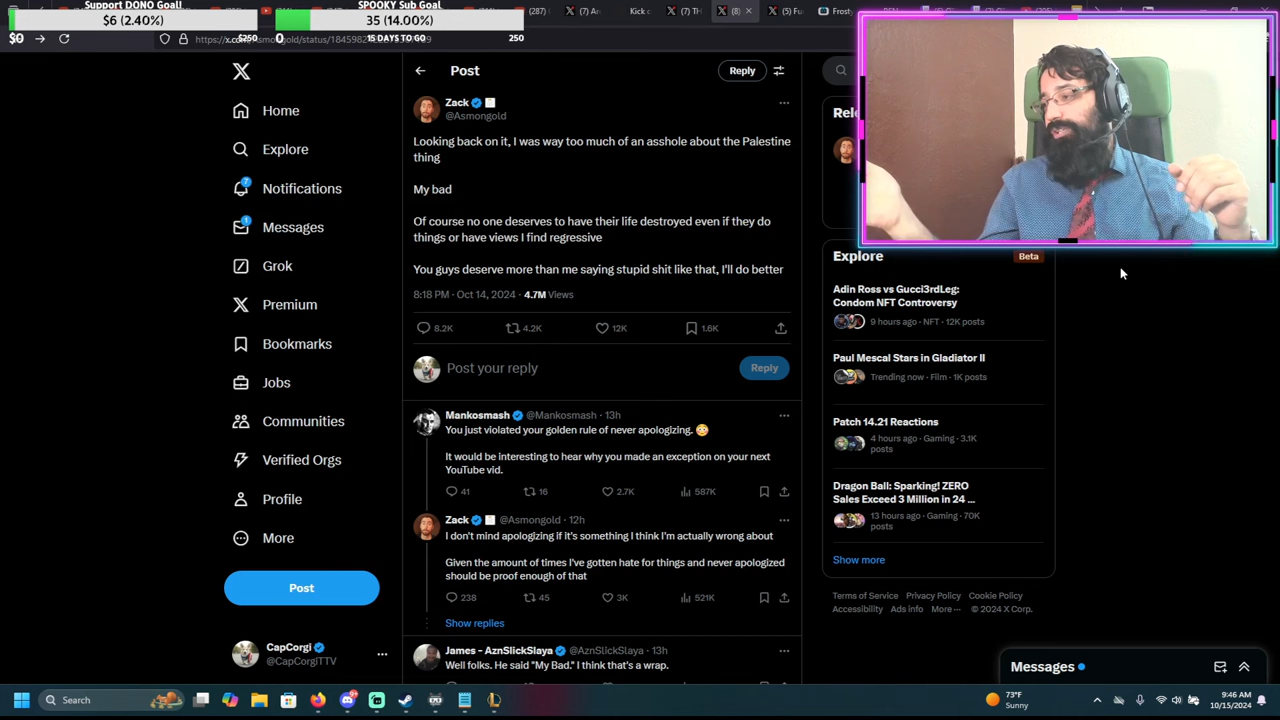 Support DONO Goal!
$6 (2.40%)
$0
$250
SPOOKY Sub Goal
35 (14.00%)
0
15 DAYS TO GO
250
Home
Explore
Notifications
7
Messages
1
Grok
Premium
Bookmarks
Jobs
Communities
Verified Orgs
Profile
More
Post
CapCorgi
@CapCorgiTTV
Post
Reply
Zack
@Asmongold
Looking back on it, I was way too much of an asshole about the Palestine
thing
My bad
Of course no one deserves to have their life destroyed even if they do
things or have views I find regressive
You guys deserve more than me saying stupid shit like that, I'll do better
8:18 PM · Oct 14, 2024 · 4.7M Views
8.2K 4.2K 12K 1.6K
Post your reply
Reply
Mankosmash @Mankosmash · 13h
You just violated your golden rule of never apologizing. 😳
It would be interesting to hear why you made an exception on your next
YouTube vid.
41 16 2.7K 587K
Zack @Asmongold · 12h
I don't mind apologizing if it's something I think I'm actually wrong about
Given the amount of times I've gotten hate for things and never apologized
should be proof enough of that
238 45 3K 521K
Show replies
James - AznSlickSlaya @AznSlickSlaya · 13h
Well folks. He said "My Bad." I think that's a wrap.
Explore
Beta
Adin Ross vs Gucci3rdLeg:
Condom NFT Controversy
9 hours ago · NFT · 12K posts
Paul Mescal Stars in Gladiator II
Trending now · Film · 1K posts
Patch 14.21 Reactions
4 hours ago · Gaming · 3.1K
posts
Dragon Ball: Sparking! ZERO
Sales Exceed 3 Million in 24 ...
13 hours ago · Gaming · 70K
posts
Show more
Terms of Service Privacy Policy Cookie Policy
Accessibility Ads info More ··· © 2024 X Corp.
Messages
Search
73°F
Sunny
9:46 AM
10/15/2024